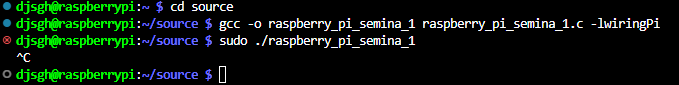 djsgh@raspberrypi:~ $ cd source
djsgh@raspberrypi:~/source $ gcc -o raspberry_pi_semina_1 raspberry_pi_semina_1.c -lwiringPi
djsgh@raspberrypi:~/source $ sudo ./raspberry_pi_semina_1
^C
djsgh@raspberrypi:~/source $